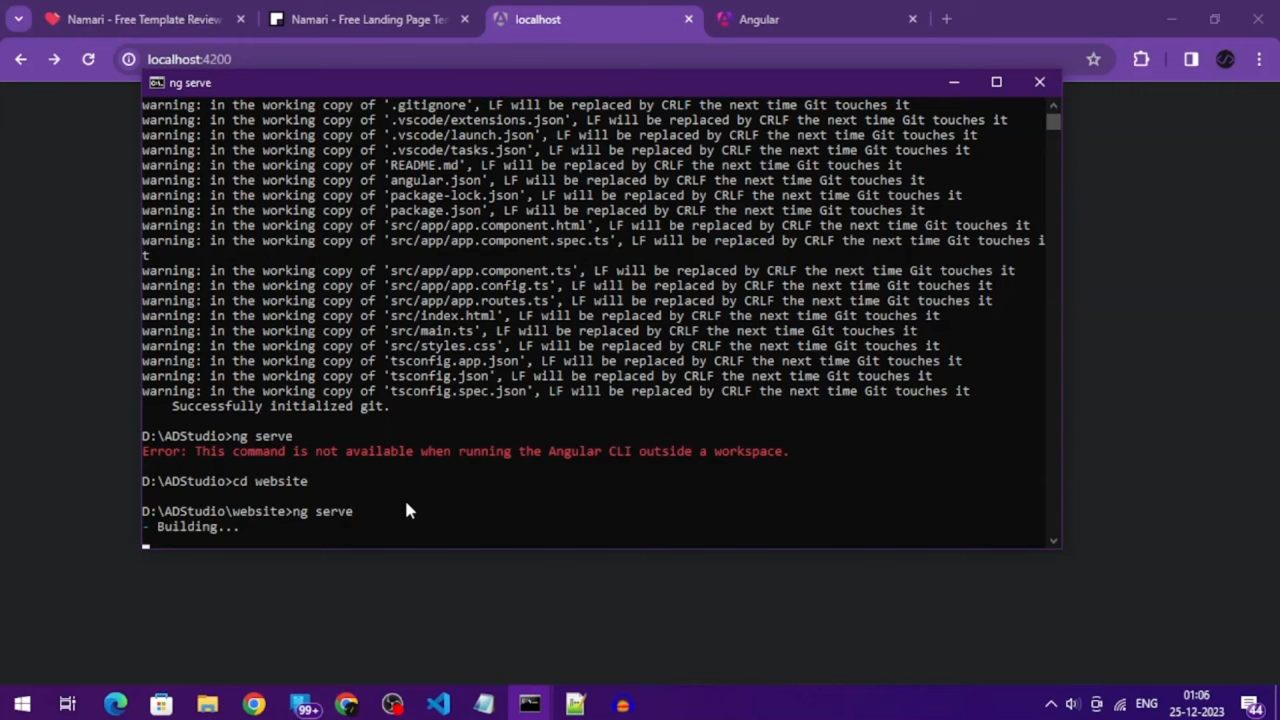 Namari - Free Template Review
Namari - Free Landing Page Te
localhost
Angular
localhost:4200
ng serve
warning: in the working copy of '.gitignore', LF will be replaced by CRLF the next time Git touches it
warning: in the working copy of '.vscode/extensions.json', LF will be replaced by CRLF the next time Git touches it
warning: in the working copy of '.vscode/launch.json', LF will be replaced by CRLF the next time Git touches it
warning: in the working copy of '.vscode/tasks.json', LF will be replaced by CRLF the next time Git touches it
warning: in the working copy of 'README.md', LF will be replaced by CRLF the next time Git touches it
warning: in the working copy of 'angular.json', LF will be replaced by CRLF the next time Git touches it
warning: in the working copy of 'package-lock.json', LF will be replaced by CRLF the next time Git touches it
warning: in the working copy of 'package.json', LF will be replaced by CRLF the next time Git touches it
warning: in the working copy of 'src/app/app.component.html', LF will be replaced by CRLF the next time Git touches it
warning: in the working copy of 'src/app/app.component.spec.ts', LF will be replaced by CRLF the next time Git touches i
t
warning: in the working copy of 'src/app/app.component.ts', LF will be replaced by CRLF the next time Git touches it
warning: in the working copy of 'src/app/app.config.ts', LF will be replaced by CRLF the next time Git touches it
warning: in the working copy of 'src/app/app.routes.ts', LF will be replaced by CRLF the next time Git touches it
warning: in the working copy of 'src/index.html', LF will be replaced by CRLF the next time Git touches it
warning: in the working copy of 'src/main.ts', LF will be replaced by CRLF the next time Git touches it
warning: in the working copy of 'src/styles.css', LF will be replaced by CRLF the next time Git touches it
warning: in the working copy of 'tsconfig.app.json', LF will be replaced by CRLF the next time Git touches it
warning: in the working copy of 'tsconfig.json', LF will be replaced by CRLF the next time Git touches it
warning: in the working copy of 'tsconfig.spec.json', LF will be replaced by CRLF the next time Git touches it
Successfully initialized git.
D:\ADStudio>ng serve
Error: This command is not available when running the Angular CLI outside a workspace.
D:\ADStudio>cd website
D:\ADStudio\website>ng serve
- Building...
99+
ENG
01:06
25-12-2023
44